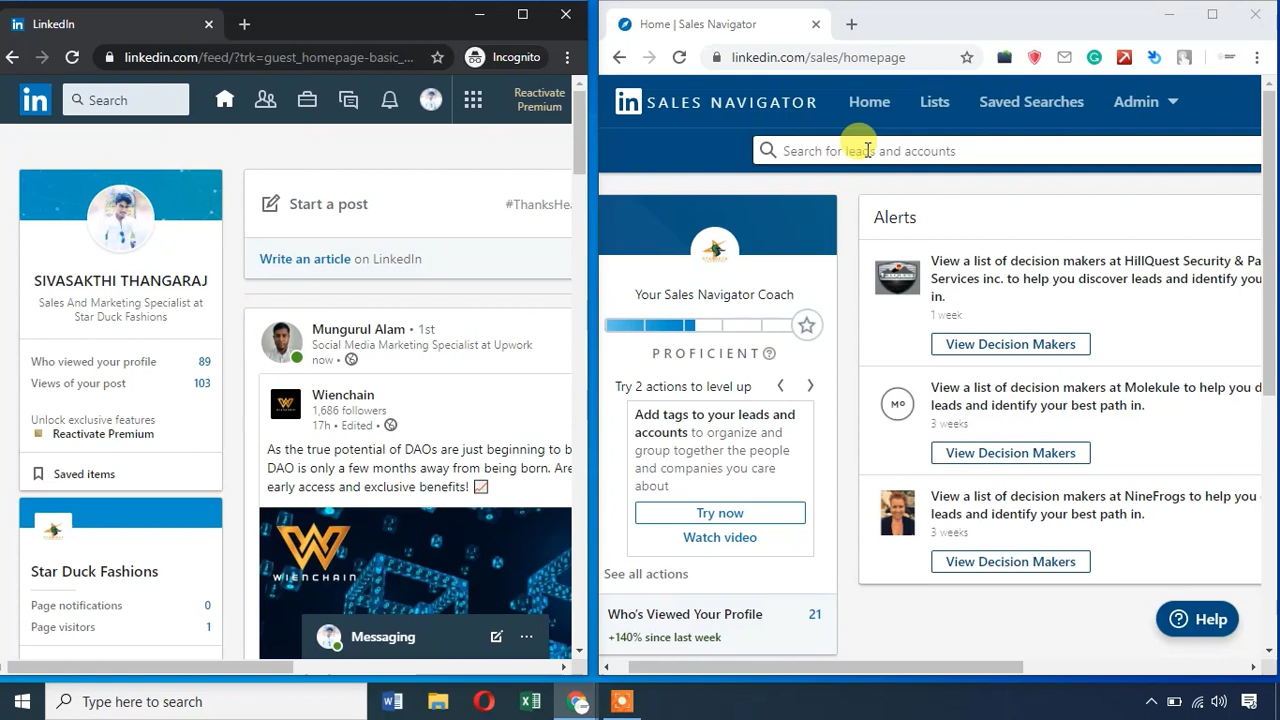 LinkedIn
linkedin.com/feed/?trk=guest_homepage-basic_...
Incognito
in
Search
Reactivate
Premium
SIVASAKTHI THANGARAJ
Sales And Marketing Specialist at
Star Duck Fashions
Who viewed your profile 89
Views of your post 103
Unlock exclusive features
Reactivate Premium
Saved items
Star Duck Fashions
Page notifications 0
Page visitors 1
Start a post
#ThanksHea
Write an article on LinkedIn
Mungurul Alam • 1st
Social Media Marketing Specialist at Upwork
now •
Wienchain
1,686 followers
17h • Edited •
As the true potential of DAOs are just beginning to b
DAO is only a few months away from being born. Are
early access and exclusive benefits!
WIENCHAIN
Messaging
Home | Sales Navigator
linkedin.com/sales/homepage
in SALES NAVIGATOR
Home
Lists
Saved Searches
Admin
Search for leads and accounts
Your Sales Navigator Coach
PROFICIENT
Try 2 actions to level up
Add tags to your leads and
accounts to organize and
group together the people
and companies you care
about
Try now
Watch video
See all actions
Who's Viewed Your Profile 21
+140% since last week
Alerts
View a list of decision makers at HillQuest Security & Pa
Services inc. to help you discover leads and identify you
in.
1 week
View Decision Makers
MO
View a list of decision makers at Molekule to help you d
leads and identify your best path in.
3 weeks
View Decision Makers
View a list of decision makers at NineFrogs to help you
leads and identify your best path in.
3 weeks
View Decision Makers
Help
Type here to search